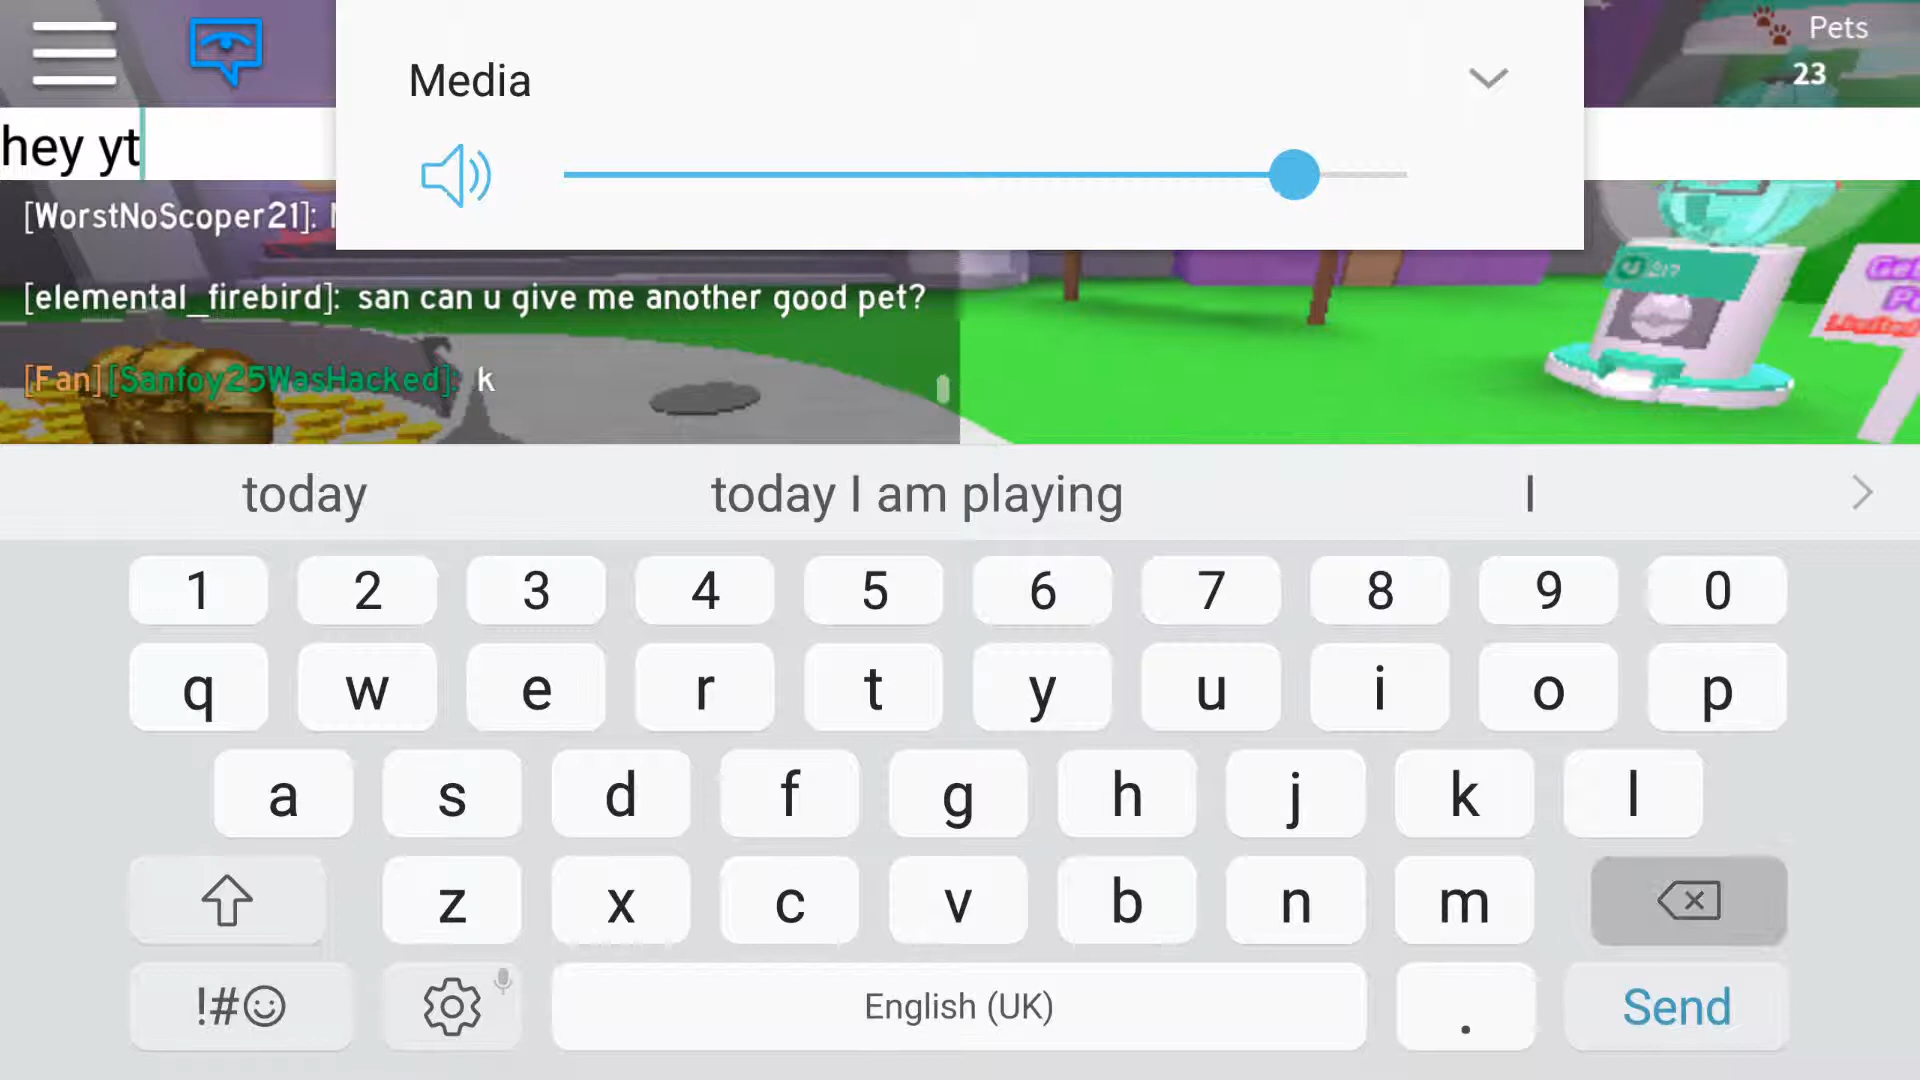 Media
Pets
23
hey yt
[WorstNoScoper21]:
[elemental_firebird]: san can u give me another good pet?
[Fan][Sanfoy25WasHacked]: k
today
today I am playing
I
1 2 3 4 5 6 7 8 9 0
q w e r t y u i o p
a s d f g h j k l
z x c v b n m
!#☺
English (UK)
.
Send